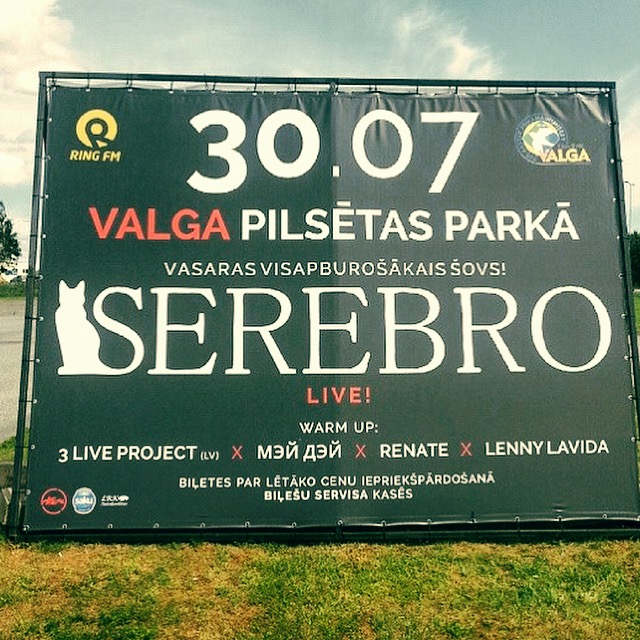 30.07
RING FM
VALGA
VALGA PILSĒTAS PARKĀ
VASARAS VISAPBUROŠĀKAIS ŠOVS!
SEREBRO
LIVE!
WARM UP:
3 LIVE PROJECT (LV) X МЭЙ ДЭЙ X RENATE X LENNY LAVIDA
BIĻETES PAR LĒTĀKO CENU IEPRIEKŠPĀRDOŠANĀ
BIĻEŠU SERVISA KASĒS
saku